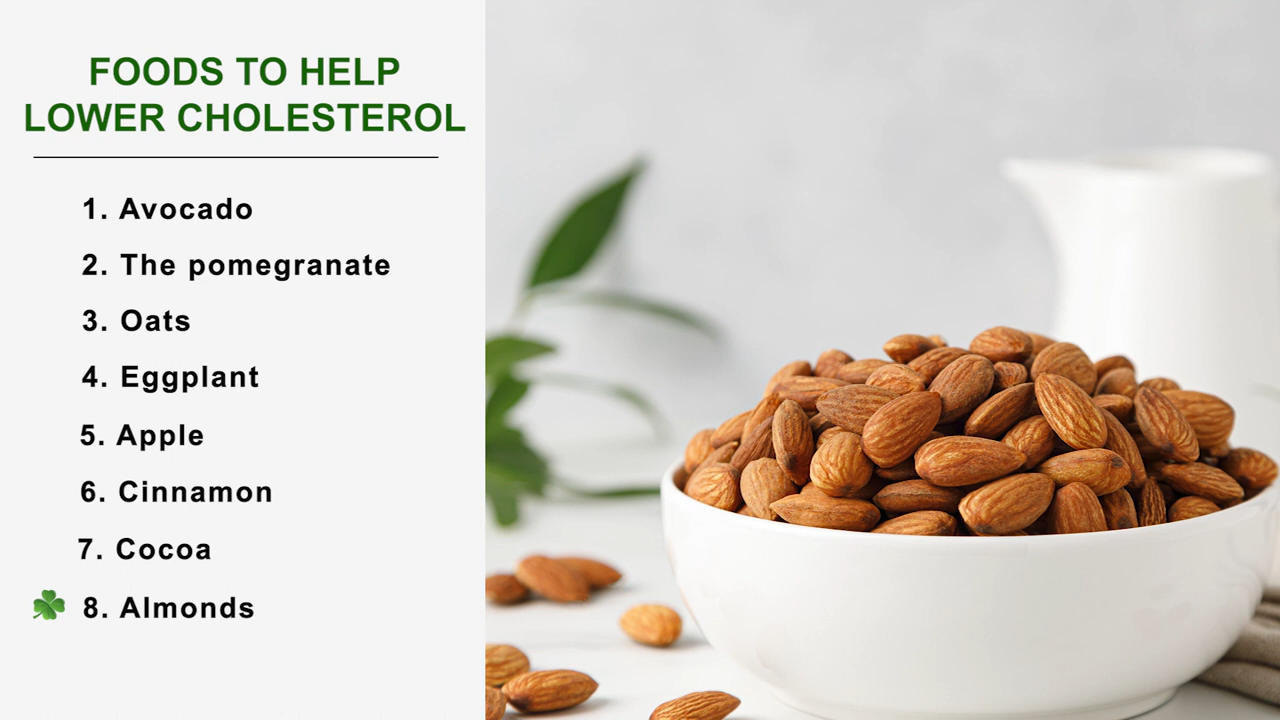 FOODS TO HELP
LOWER CHOLESTEROL
1. Avocado
2. The pomegranate
3. Oats
4. Eggplant
5. Apple
6. Cinnamon
7. Cocoa
8. Almonds